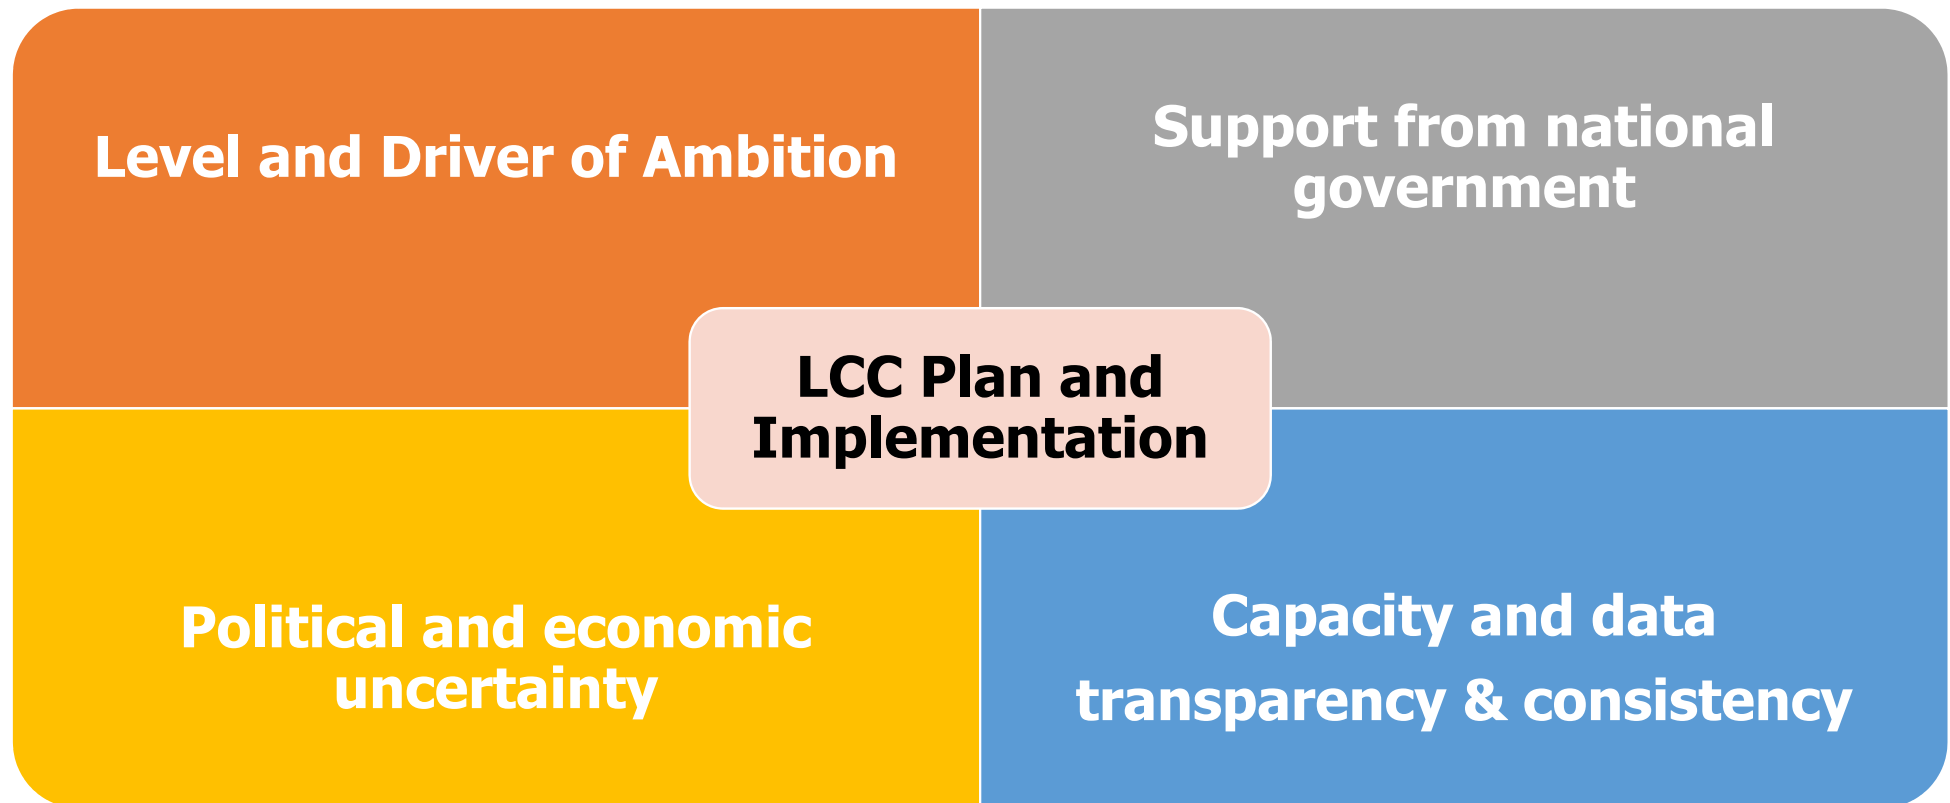 Level and Driver of Ambition
Support from national
government
LCC Plan and
Implementation
Political and economic
uncertainty
Capacity and data
transparency & consistency